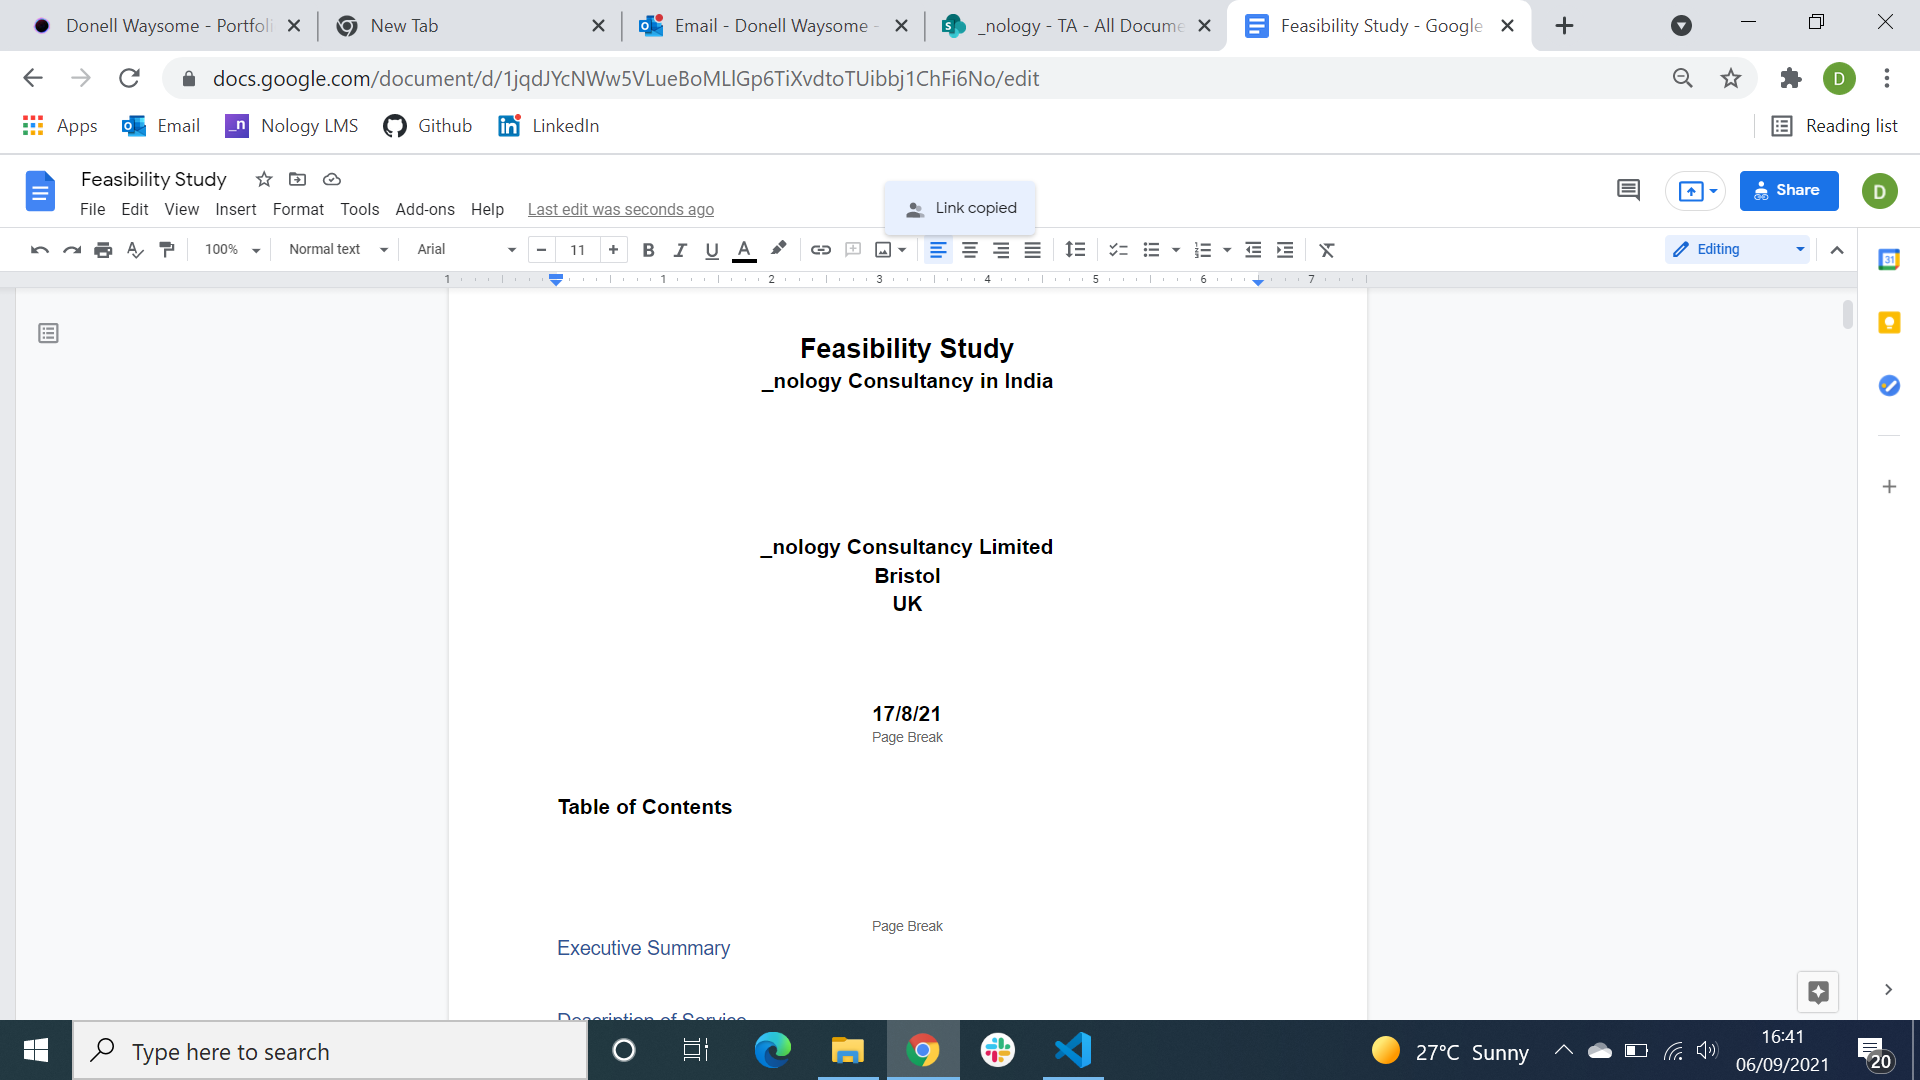 Donell Waysome - Portfoli
New Tab
Email - Donell Waysome -
_nology - TA - All Docume
Feasibility Study - Google
docs.google.com/document/d/1jqdJYcNWw5VLueBoMLlGp6TiXvdtoTUibbj1ChFi6No/edit
D
Apps
Email
_n
Nology LMS
Github
LinkedIn
Reading list
Feasibility Study
File Edit View Insert Format Tools Add-ons Help Last edit was seconds ago
Link copied
Share
D
100% Normal text Arial 11 B I U A
Editing
31
1 1 2 3 4 5 6 7
Feasibility Study
_nology Consultancy in India
_nology Consultancy Limited
Bristol
UK
17/8/21
Page Break
Table of Contents
Page Break
Executive Summary
Description of Service
Type here to search
27°C Sunny
16:41
06/09/2021
20